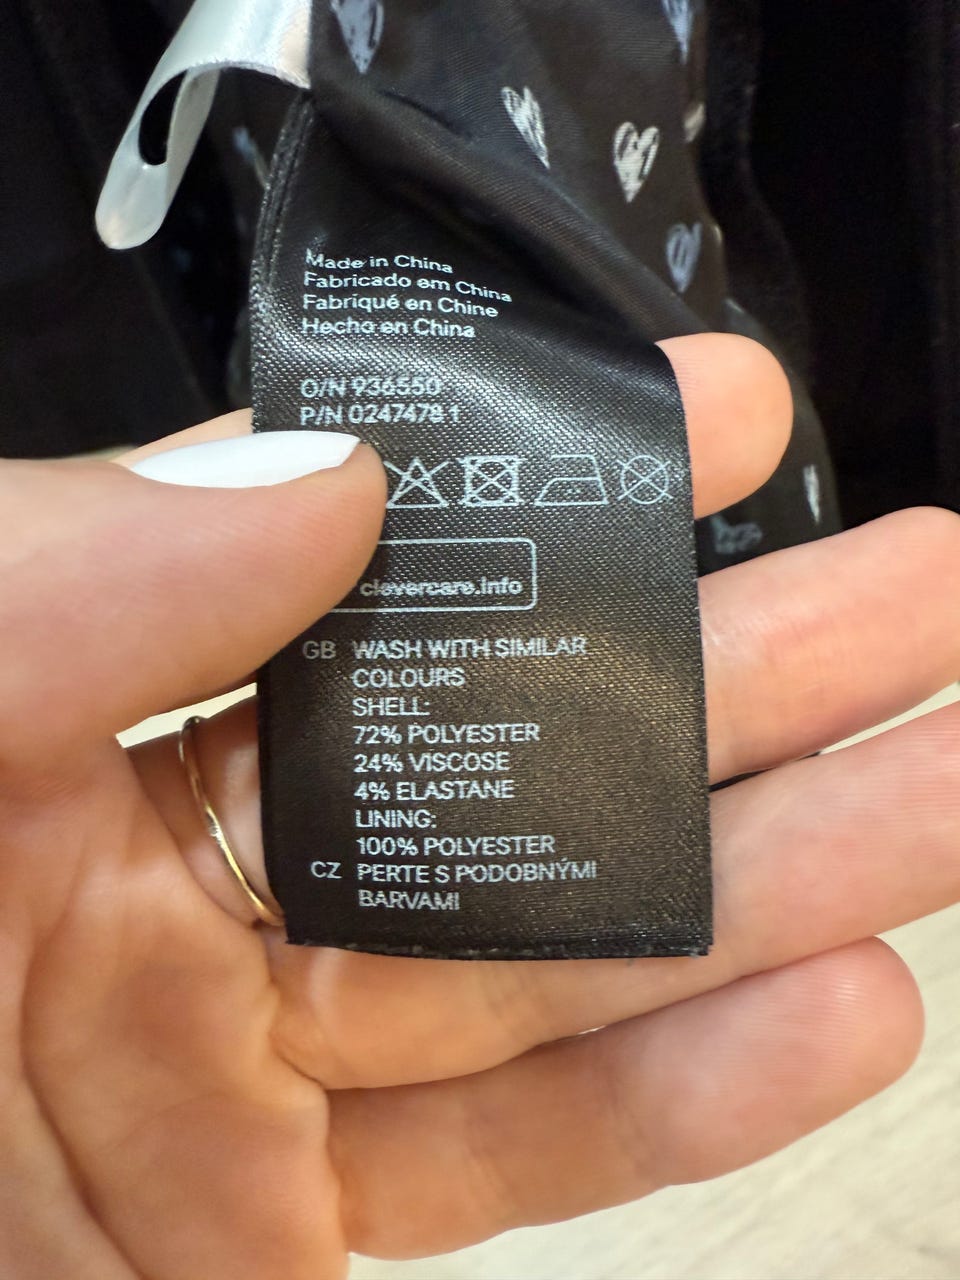 Made in China
Fabricado em China
Fabriqué en Chine
Hecho en China
O/N 936550
P/N 0247478 1
clevercare.info
GB WASH WITH SIMILAR
COLOURS
SHELL:
72% POLYESTER
24% VISCOSE
4% ELASTANE
LINING:
100% POLYESTER
CZ PERTE S PODOBNÝMI
BARVAMI